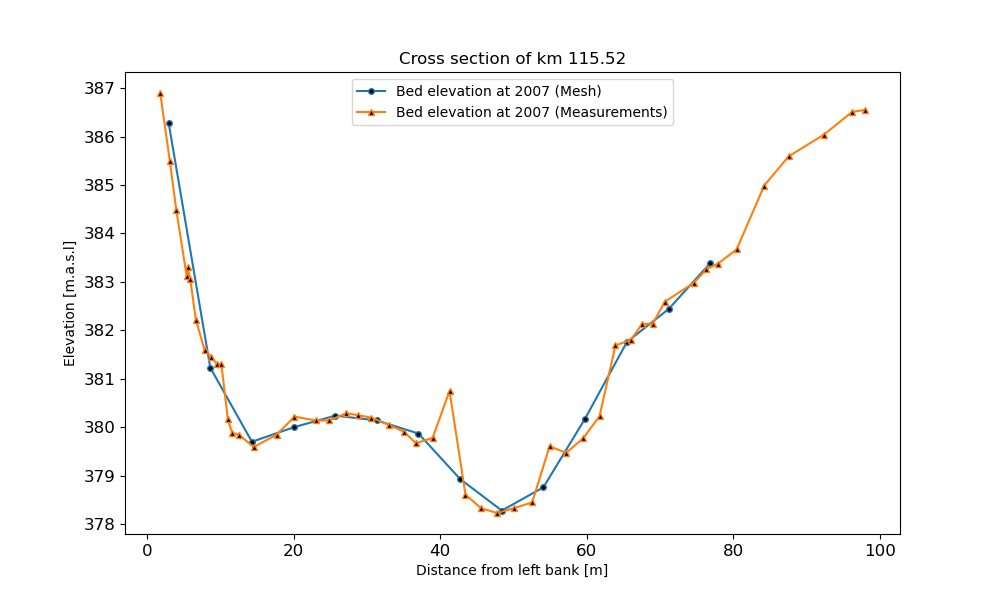 Cross section of km 115.52
Bed elevation at 2007 (Mesh)
Bed elevation at 2007 (Measurements)
Elevation [m.a.s.l]
387
386
385
384
383
382
381
380
379
378
0 20 40 60 80 100
Distance from left bank [m]